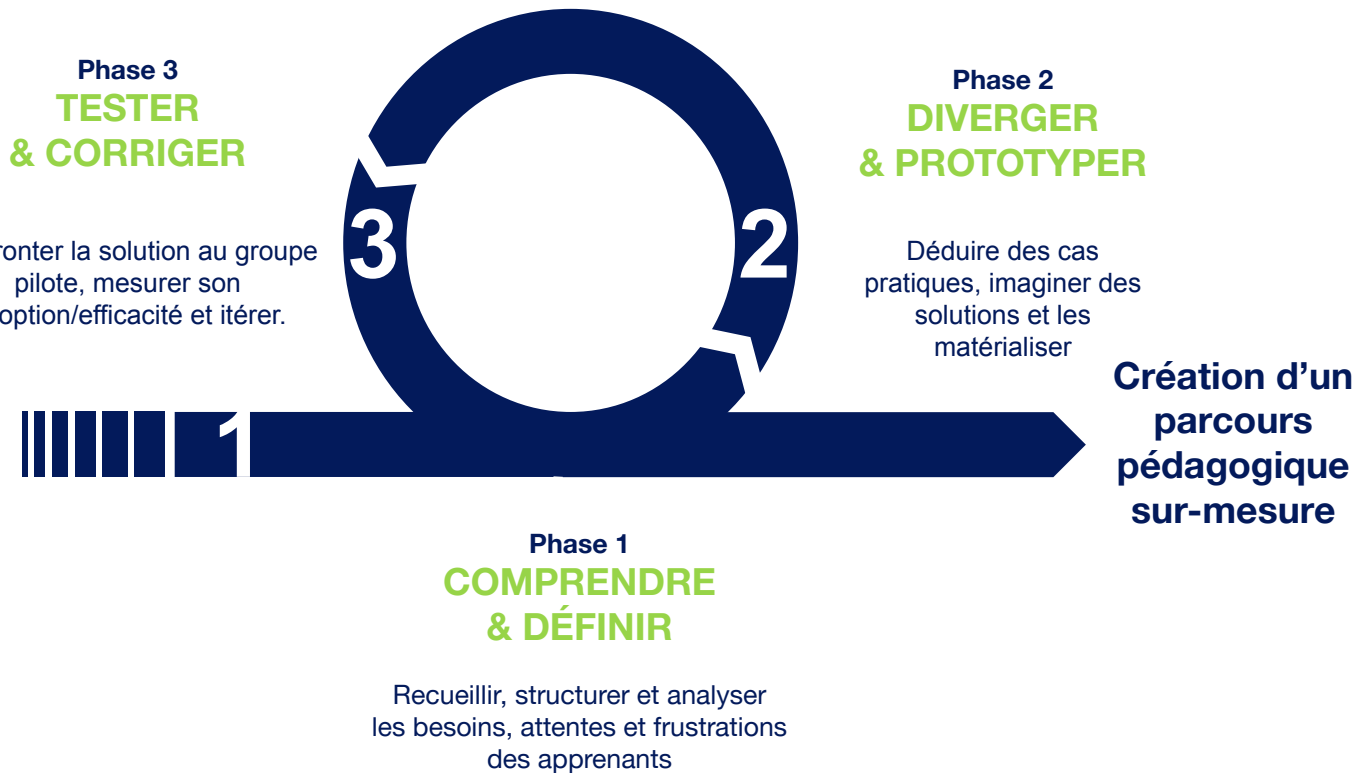 Phase 3
TESTER
& CORRIGER
ronter la solution au groupe
pilote, mesurer son
option/efficacité et itérer.
3
2
Phase 2
DIVERGER
& PROTOTYPER
Déduire des cas
pratiques, imaginer des
solutions et les
matérialiser
1
Création d’un
parcours
pédagogique
sur-mesure
Phase 1
COMPRENDRE
& DÉFINIR
Recueillir, structurer et analyser
les besoins, attentes et frustrations
des apprenants